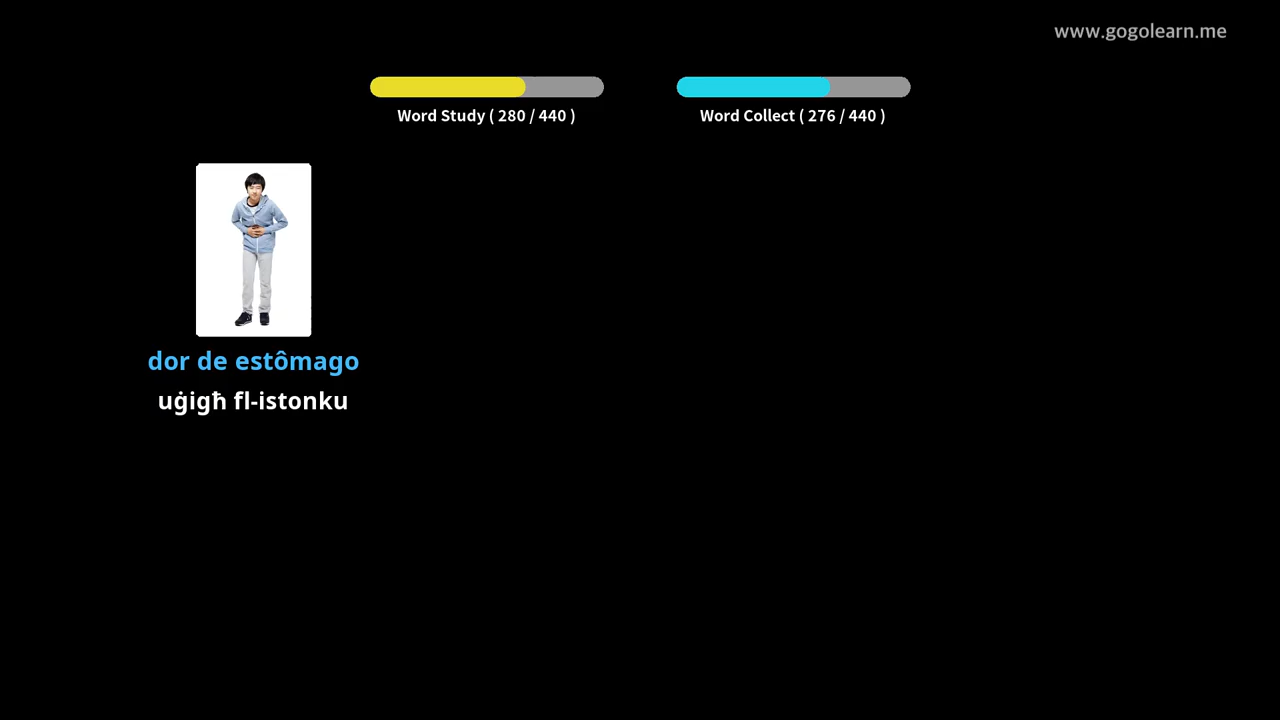 www.gogolearn.me
Word Study ( 280 / 440 )
Word Collect ( 276 / 440 )
dor de estômago
uġigħ fl-istonku